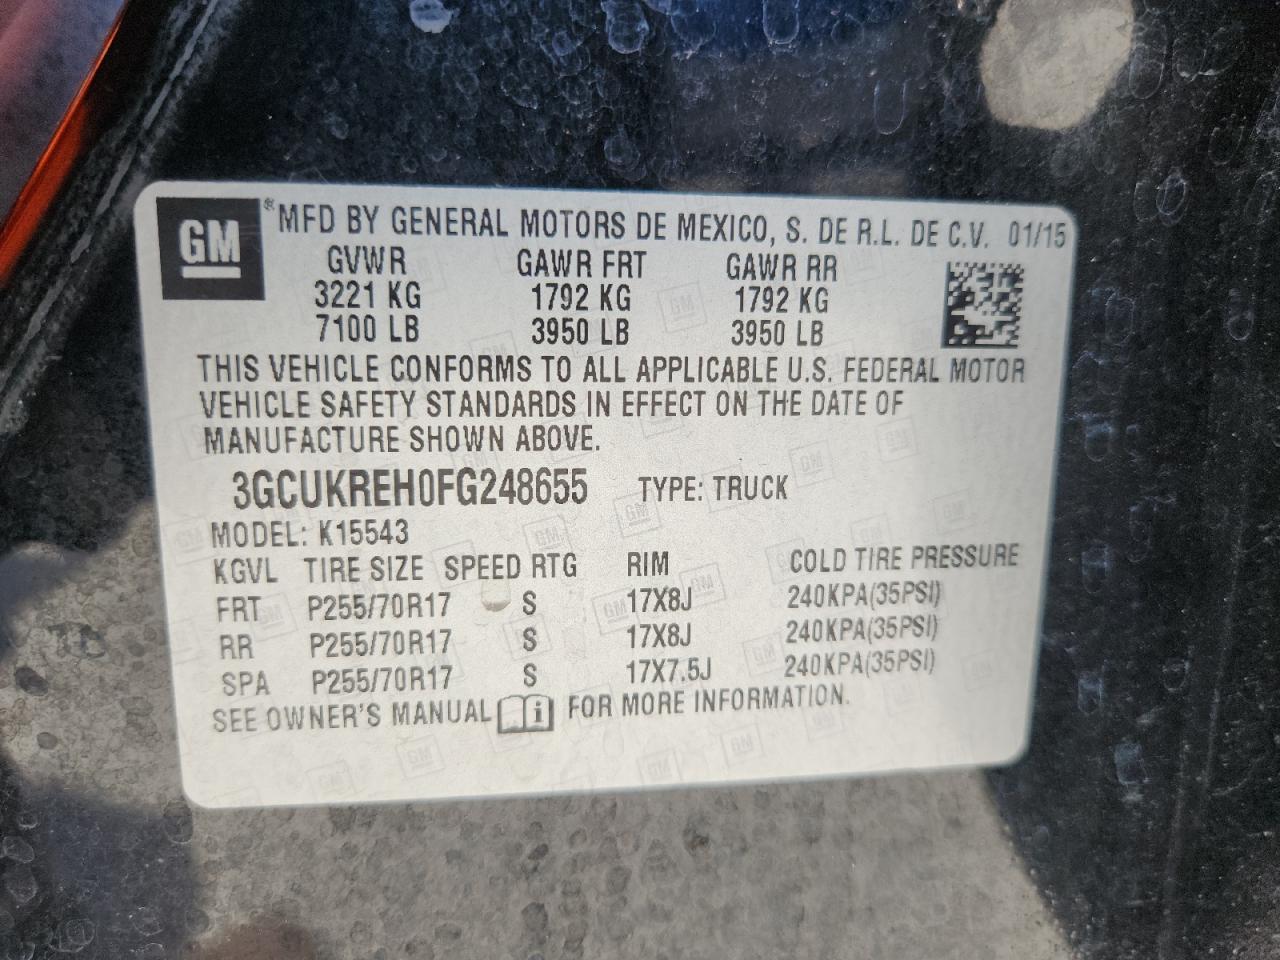 GM ® MFD BY GENERAL MOTORS DE MEXICO, S. DE R.L. DE C.V. 01/15
GVWR GAWR FRT GAWR RR
3221 KG 1792 KG 1792 KG
7100 LB 3950 LB 3950 LB
THIS VEHICLE CONFORMS TO ALL APPLICABLE U.S. FEDERAL MOTOR
VEHICLE SAFETY STANDARDS IN EFFECT ON THE DATE OF
MANUFACTURE SHOWN ABOVE.
3GCUKREH0FG248655 TYPE: TRUCK
MODEL: K15543
KGVL TIRE SIZE SPEED RTG RIM COLD TIRE PRESSURE
FRT P255/70R17 S 17X8J 240KPA(35PSI)
RR P255/70R17 S 17X8J 240KPA(35PSI)
SPA P255/70R17 S 17X7.5J 240KPA(35PSI)
SEE OWNER'S MANUAL i FOR MORE INFORMATION.